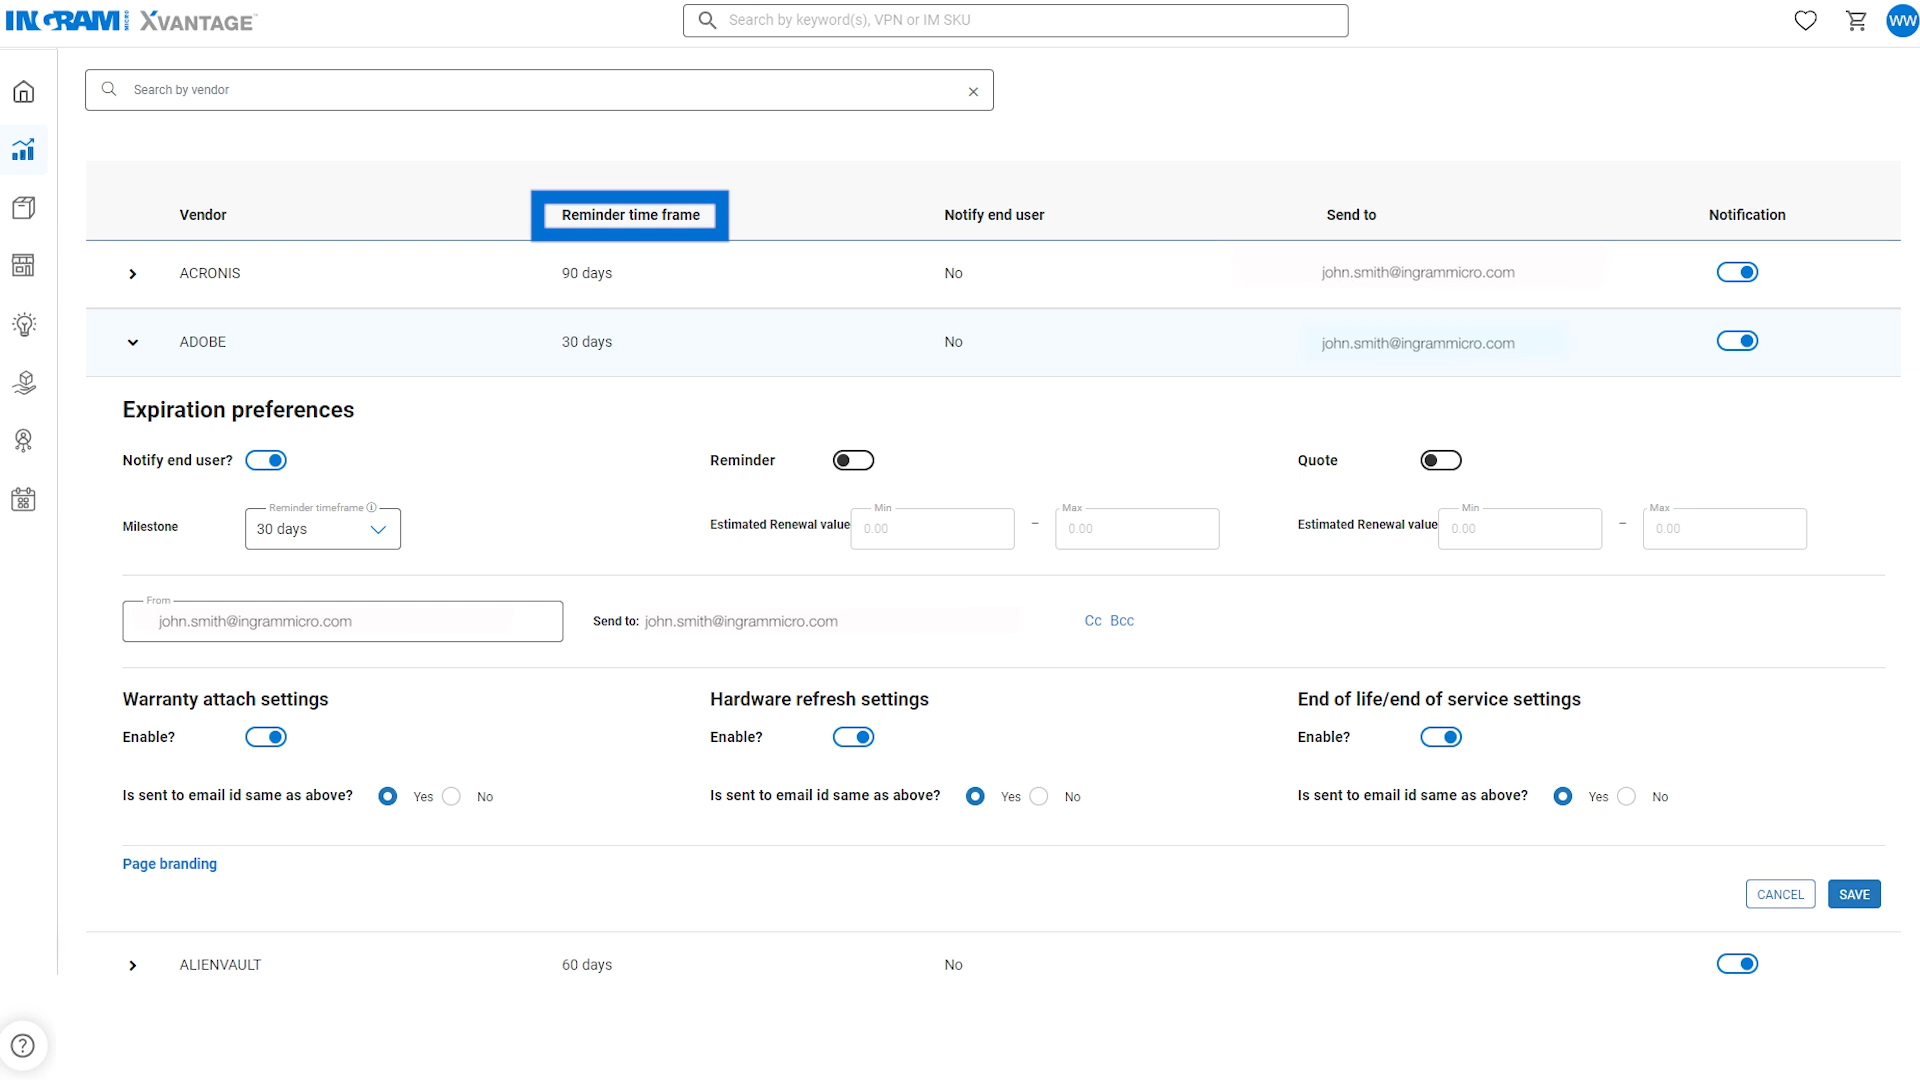 INGRAM MICRO XVANTAGE
Search by keyword(s), VPN or IM SKU
WW
Search by vendor
Vendor Reminder time frame Notify end user Send to Notification
ACRONIS 90 days No john.smith@ingrammicro.com
ADOBE 30 days No john.smith@ingrammicro.com
Expiration preferences
Notify end user? Reminder Quote
Reminder timeframe Min Max Min Max
Milestone 30 days Estimated Renewal value 0.00 – 0.00 Estimated Renewal value 0.00 – 0.00
From
john.smith@ingrammicro.com Send to: john.smith@ingrammicro.com Cc Bcc
Warranty attach settings Hardware refresh settings End of life/end of service settings
Enable? Enable? Enable?
Is sent to email id same as above? Yes No Is sent to email id same as above? Yes No Is sent to email id same as above? Yes No
Page branding
CANCEL SAVE
ALIENVAULT 60 days No